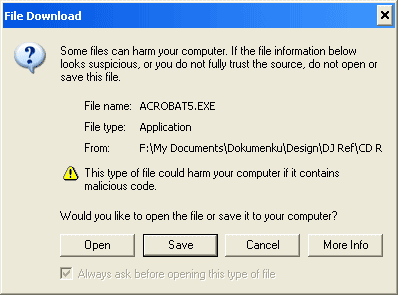 File Download
Some files can harm your computer. If the file information below
looks suspicious, or you do not fully trust the source, do not open or
save this file.
File name: ACROBAT5.EXE
File type: Application
From: F:\My Documents\Dokumenku\Design\DJ Ref\CD R
This type of file could harm your computer if it contains
malicious code.
Would you like to open the file or save it to your computer?
Open Save Cancel More Info
Always ask before opening this type of file